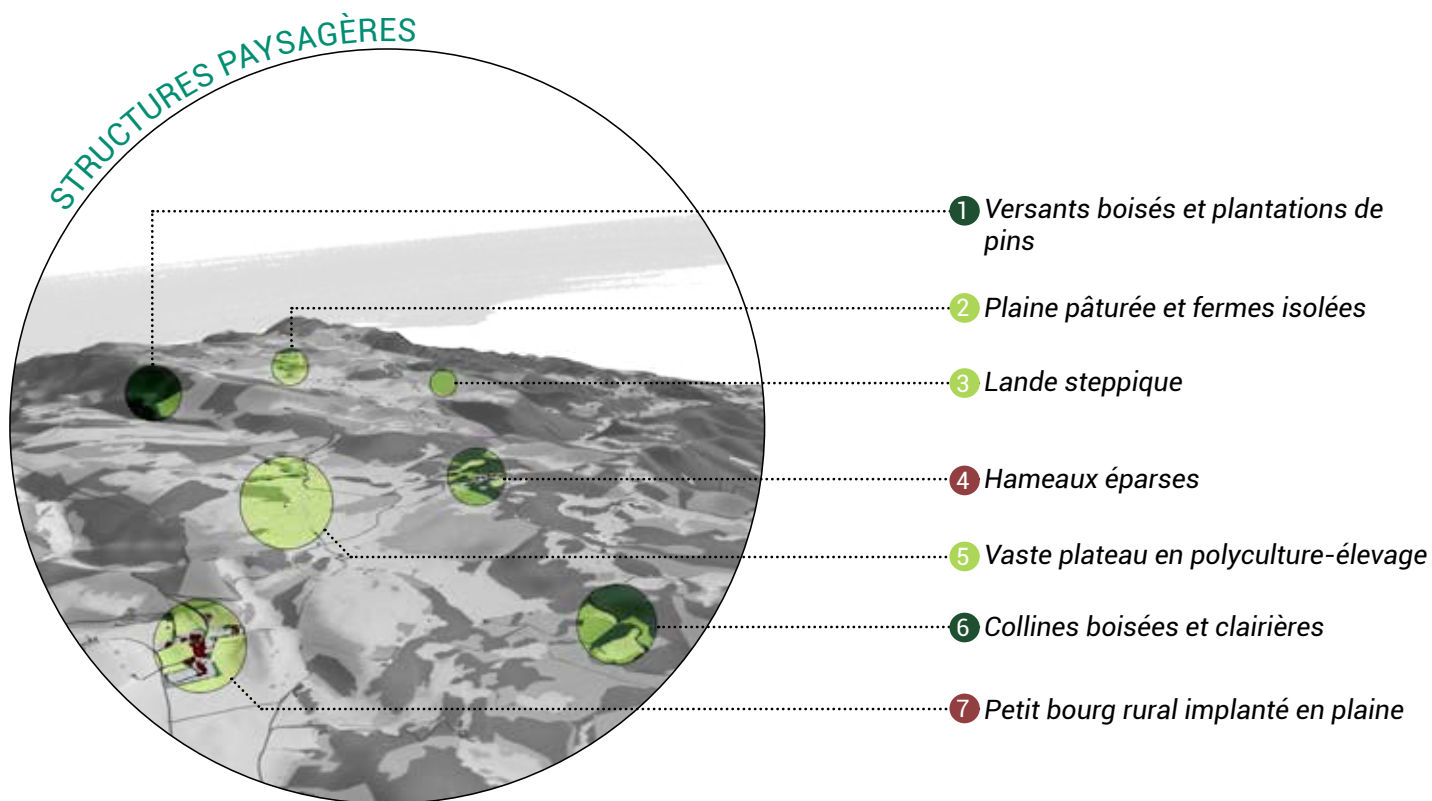 STRUCTURES PAYSAGÈRES
1 Versants boisés et plantations de
pins
2 Plaine pâturée et fermes isolées
3 Lande steppique
4 Hameaux éparses
5 Vaste plateau en polyculture-élevage
6 Collines boisées et clairières
7 Petit bourg rural implanté en plaine